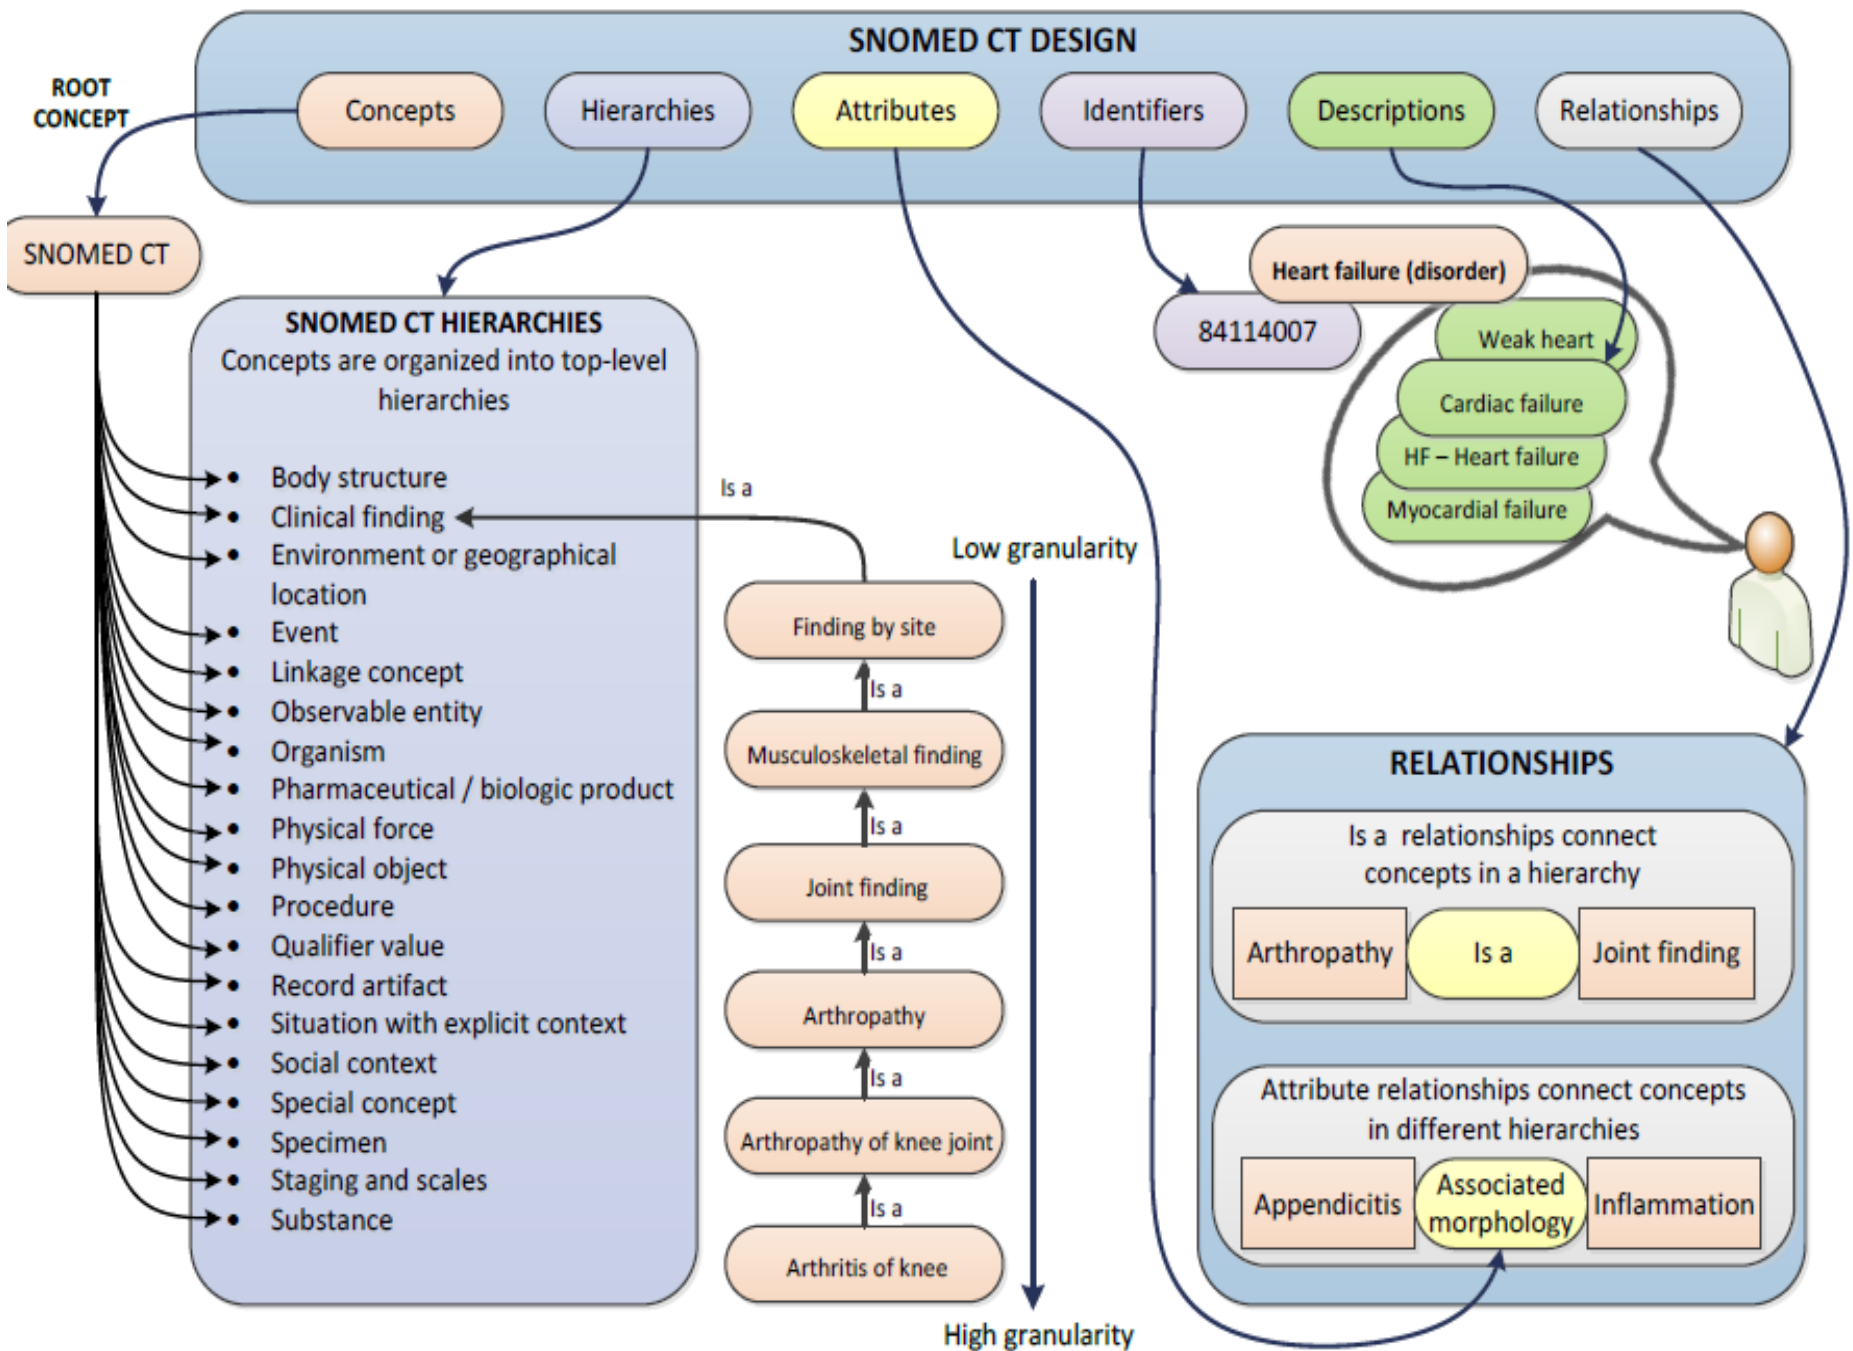 SNOMED CT DESIGN
Concepts
Hierarchies
Attributes
Identifiers
Descriptions
Relationships
ROOT
CONCEPT
SNOMED CT
SNOMED CT HIERARCHIES
Concepts are organized into top-level
hierarchies
• Body structure
• Clinical finding
• Environment or geographical
location
• Event
• Linkage concept
• Observable entity
• Organism
• Pharmaceutical / biologic product
• Physical force
• Physical object
• Procedure
• Qualifier value
• Record artifact
• Situation with explicit context
• Social context
• Special concept
• Specimen
• Staging and scales
• Substance
Is a
Finding by site
Is a
Musculoskeletal finding
Is a
Joint finding
Is a
Arthropathy
Is a
Arthropathy of knee joint
Is a
Arthritis of knee
Low granularity
High granularity
Heart failure (disorder)
84114007
Weak heart
Cardiac failure
HF – Heart failure
Myocardial failure
RELATIONSHIPS
Is a relationships connect
concepts in a hierarchy
Arthropathy
Is a
Joint finding
Attribute relationships connect concepts
in different hierarchies
Appendicitis
Associated
morphology
Inflammation